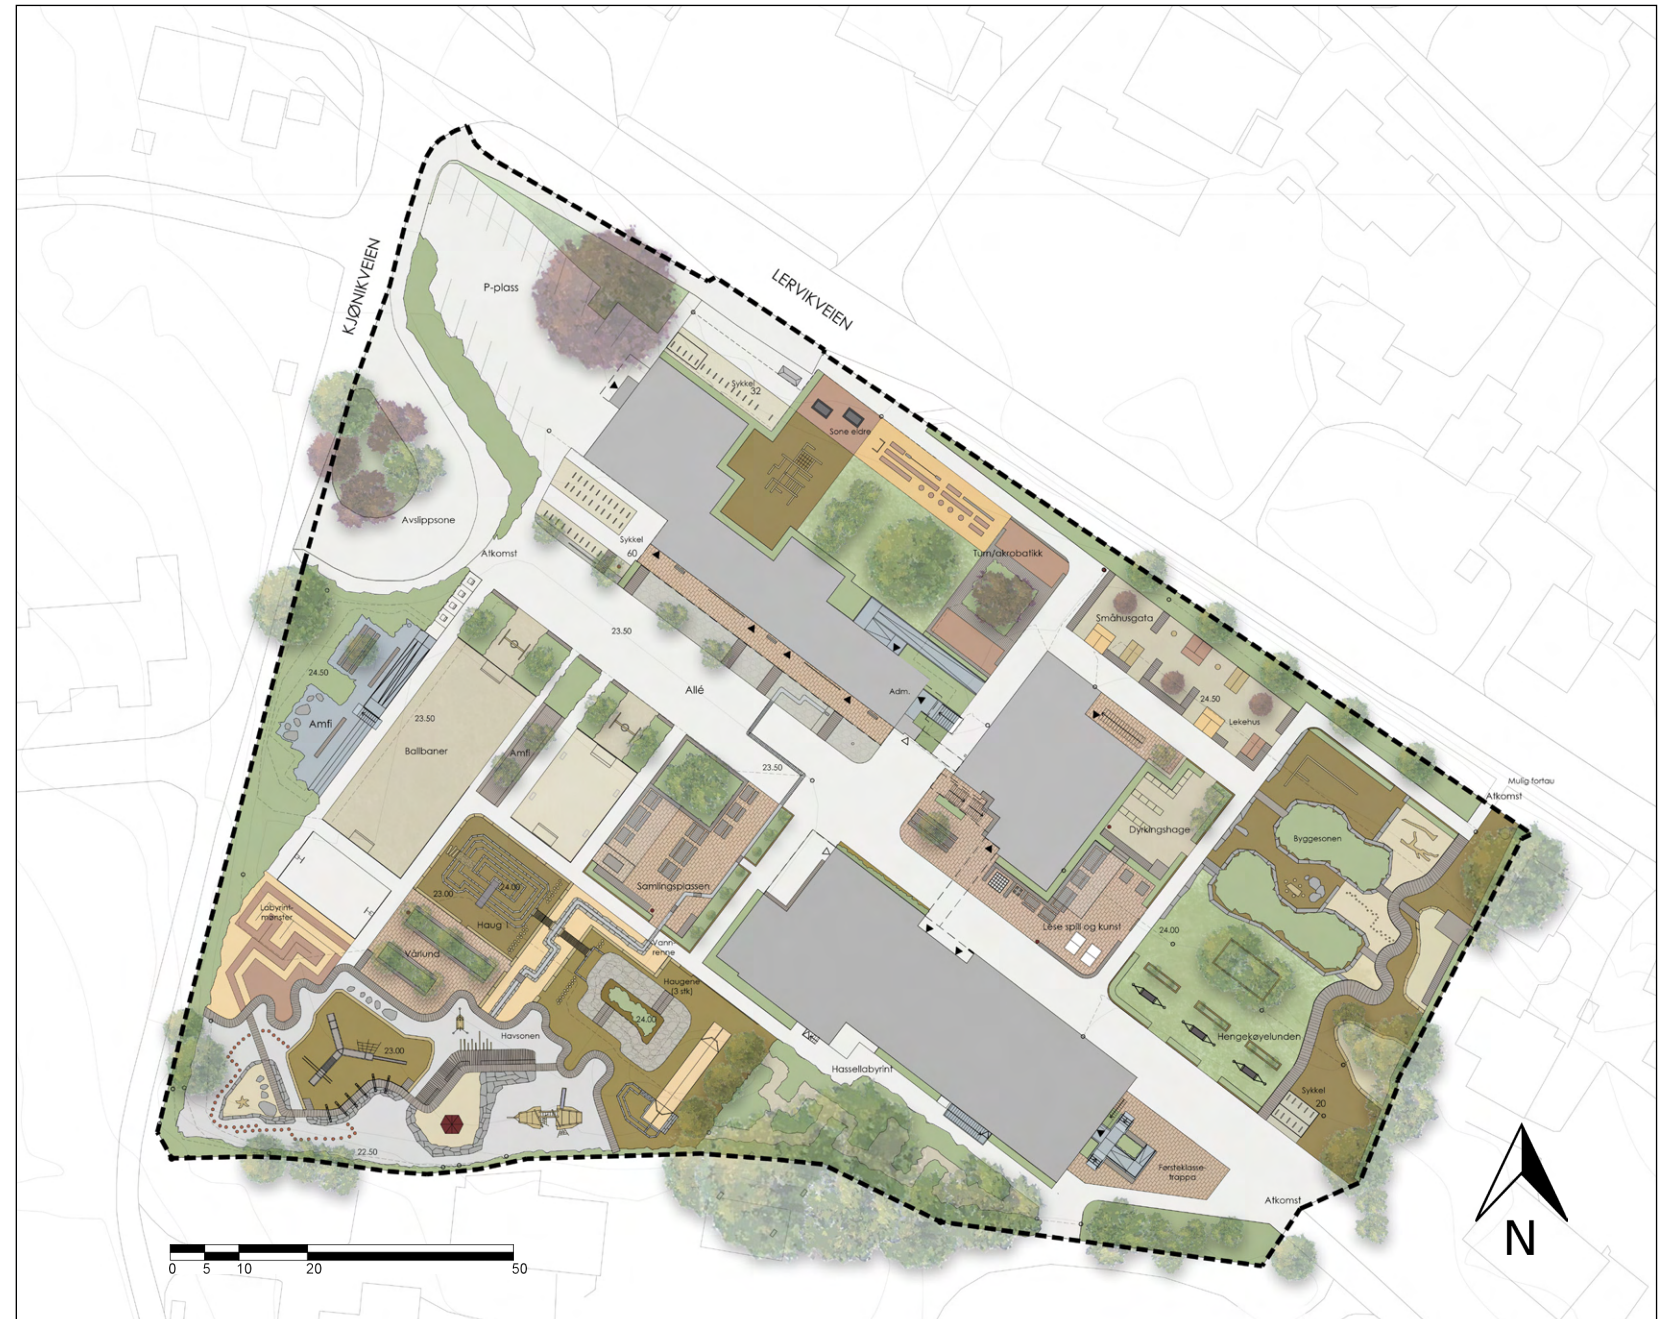 KJØNIKVEIEN
LERVIKVEIEN
P-plass
Sykkel
32
Sone eldre
Avslippsone
Atkomst
Sykkel
60
Turn/akrobatikk
Småhusgata
23.50
24.50
Adm.
Allé
24.50
Lekehus
Amfi
23.50
Ballbaner
Amfi
23.50
Mulig fortau
Atkomst
Dyrkingshage
Byggesonen
Samlingsplassen
24.00
23.00
Labyrint-
mønster
Haug 1
Lese spill og kunst
24.00
Vårlund
Vann-
renne
Haugene
(3 stk)
24.00
Havsonen
23.00
Hengekøyelunden
Hassellabyrint
Sykkel
20
22.50
Førsteklasse-
trappa
Atkomst
N
0 5 10 20 50